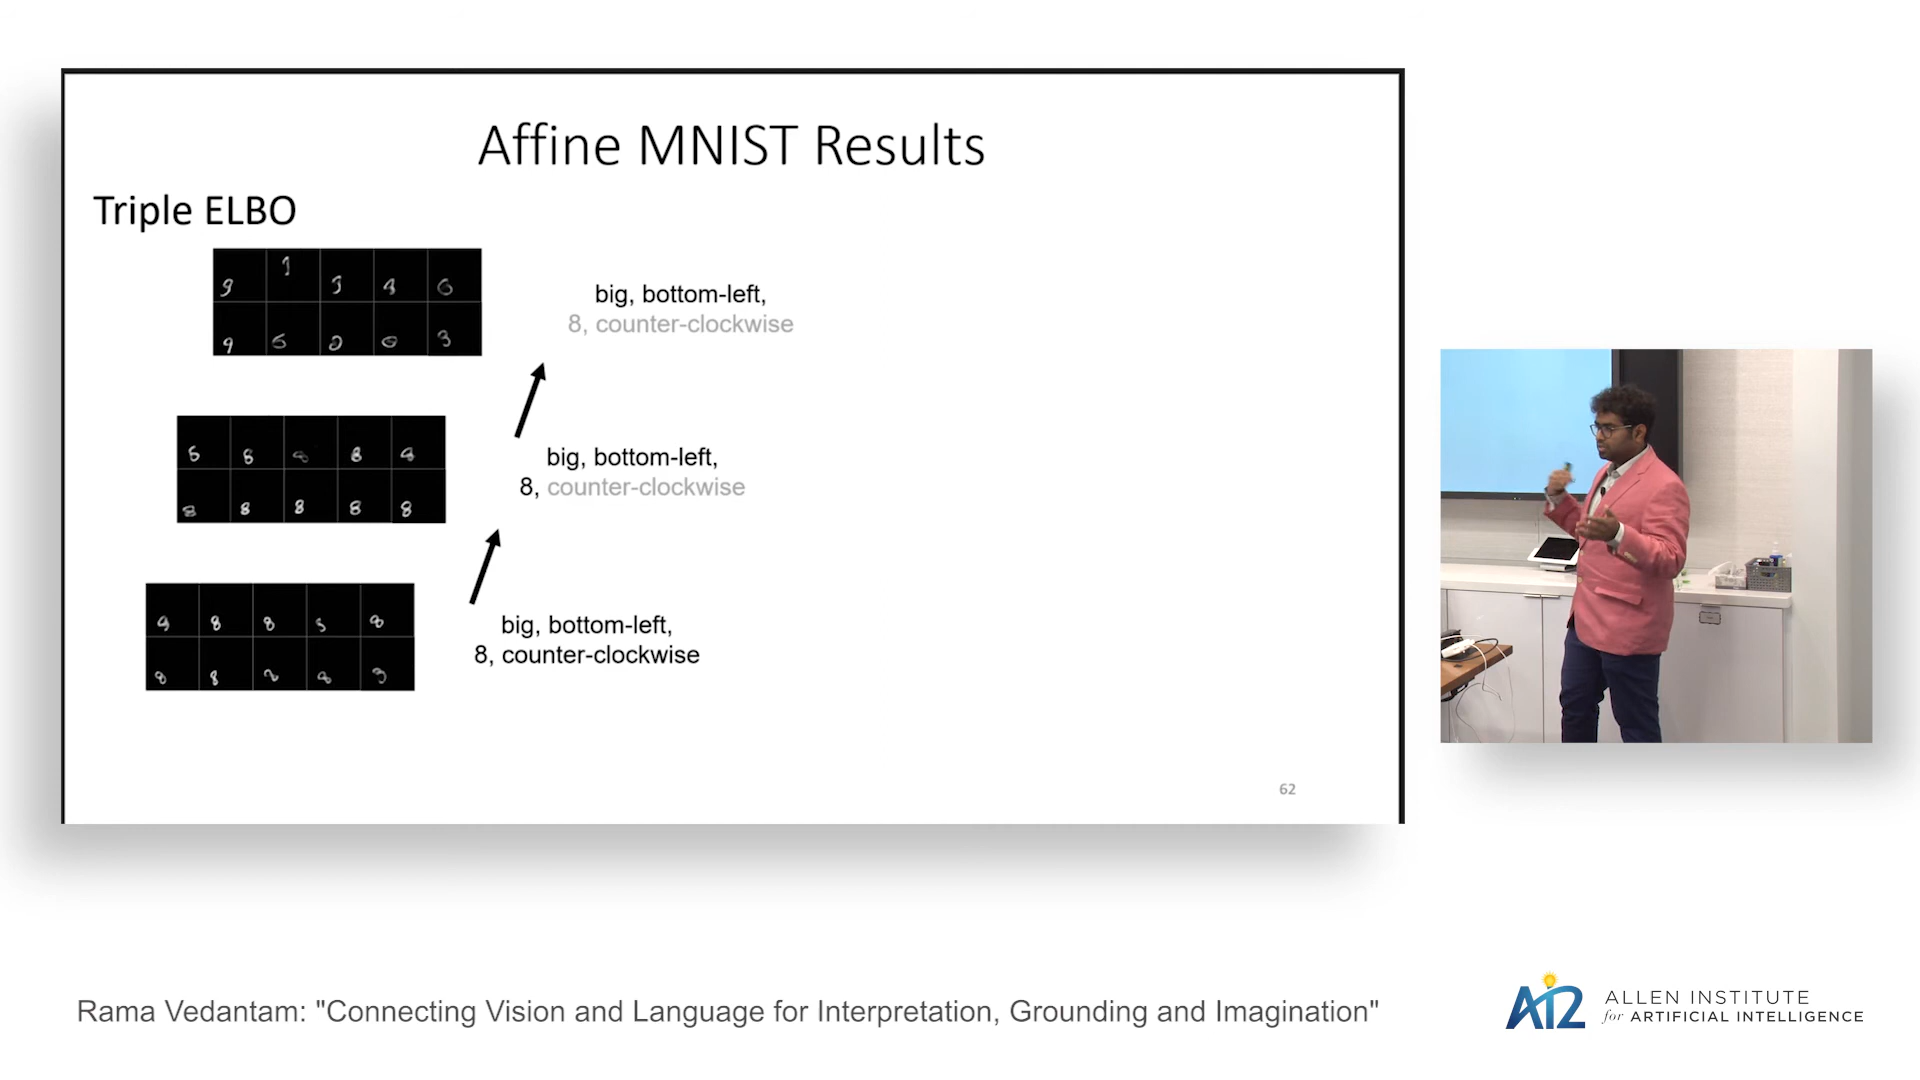 Affine MNIST Results
Triple ELBO
big, bottom-left,
8, counter-clockwise
big, bottom-left,
8, counter-clockwise
big, bottom-left,
8, counter-clockwise
62
Rama Vedantam: "Connecting Vision and Language for Interpretation, Grounding and Imagination"
AI2
ALLEN INSTITUTE
for ARTIFICIAL INTELLIGENCE